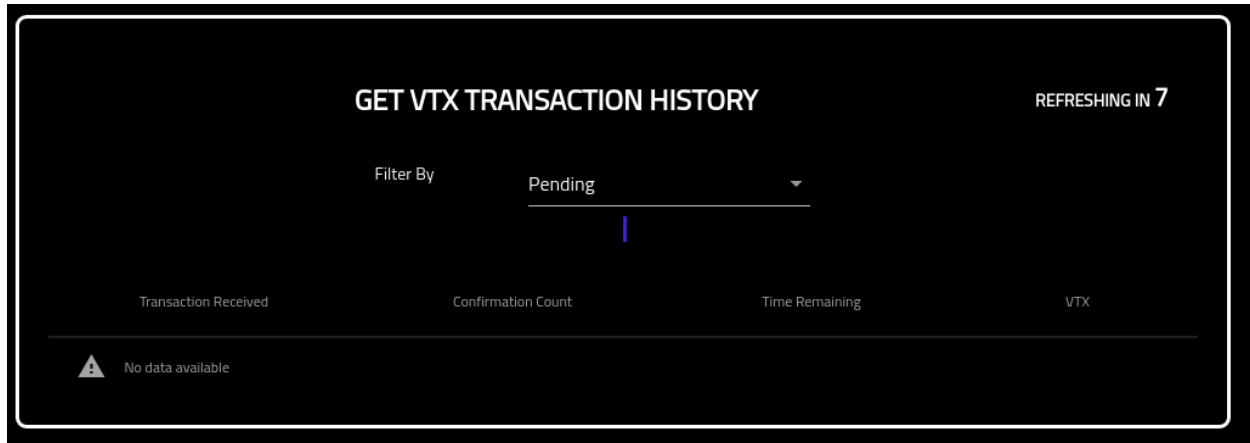 GET VTX TRANSACTION HISTORY
REFRESHING IN 7
Filter By
Pending
Transaction Received Confirmation Count Time Remaining VTX
No data available